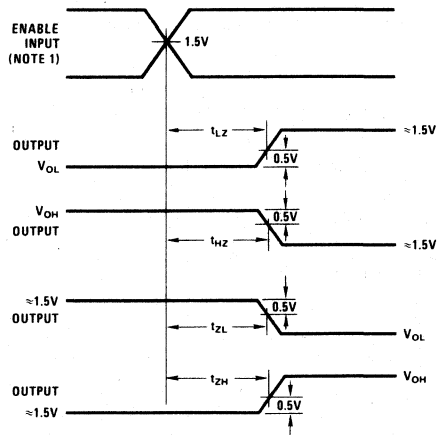 ENABLE
INPUT
(NOTE 1)
1.5V
tLZ
≈1.5V
OUTPUT
0.5V
VOL
VOH
0.5V
OUTPUT
tHZ
≈1.5V
≈1.5V
0.5V
OUTPUT
tZL
VOL
tZH
VOH
OUTPUT
0.5V
≈1.5V